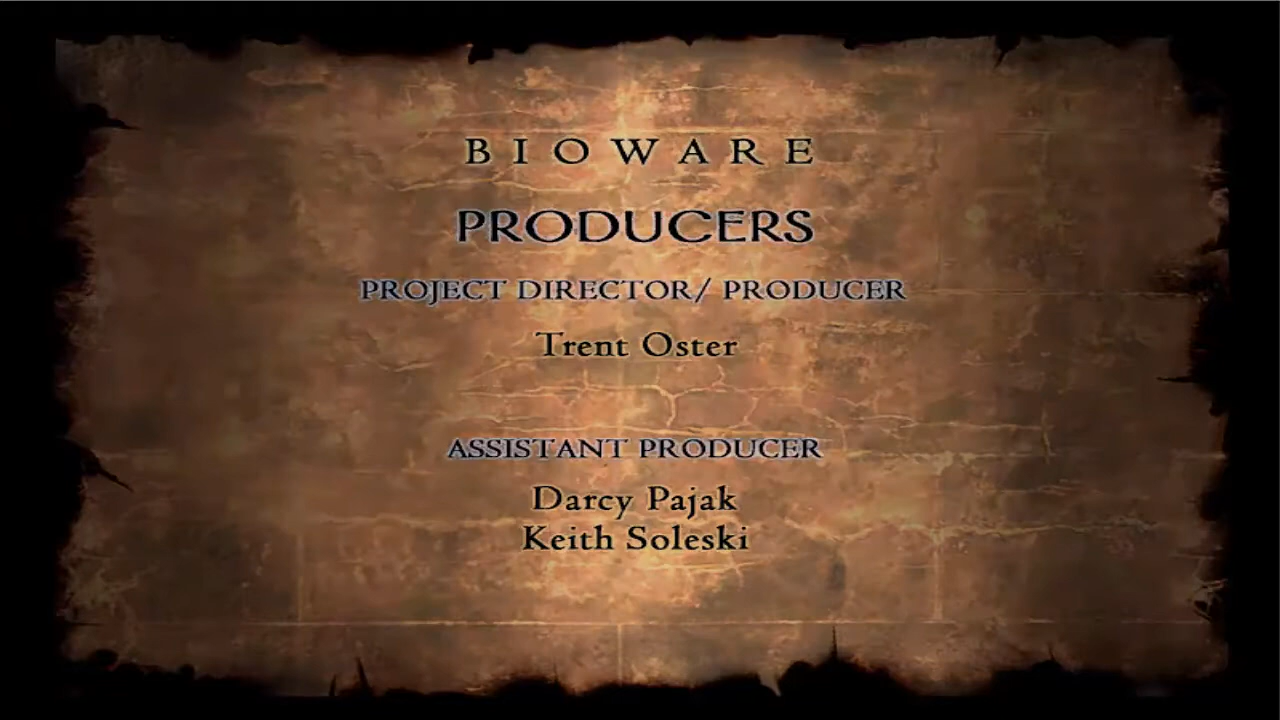 BIOWARE
PRODUCERS
PROJECT DIRECTOR/ PRODUCER
Trent Oster
ASSISTANT PRODUCER
Darcy Pajak
Keith Soleski